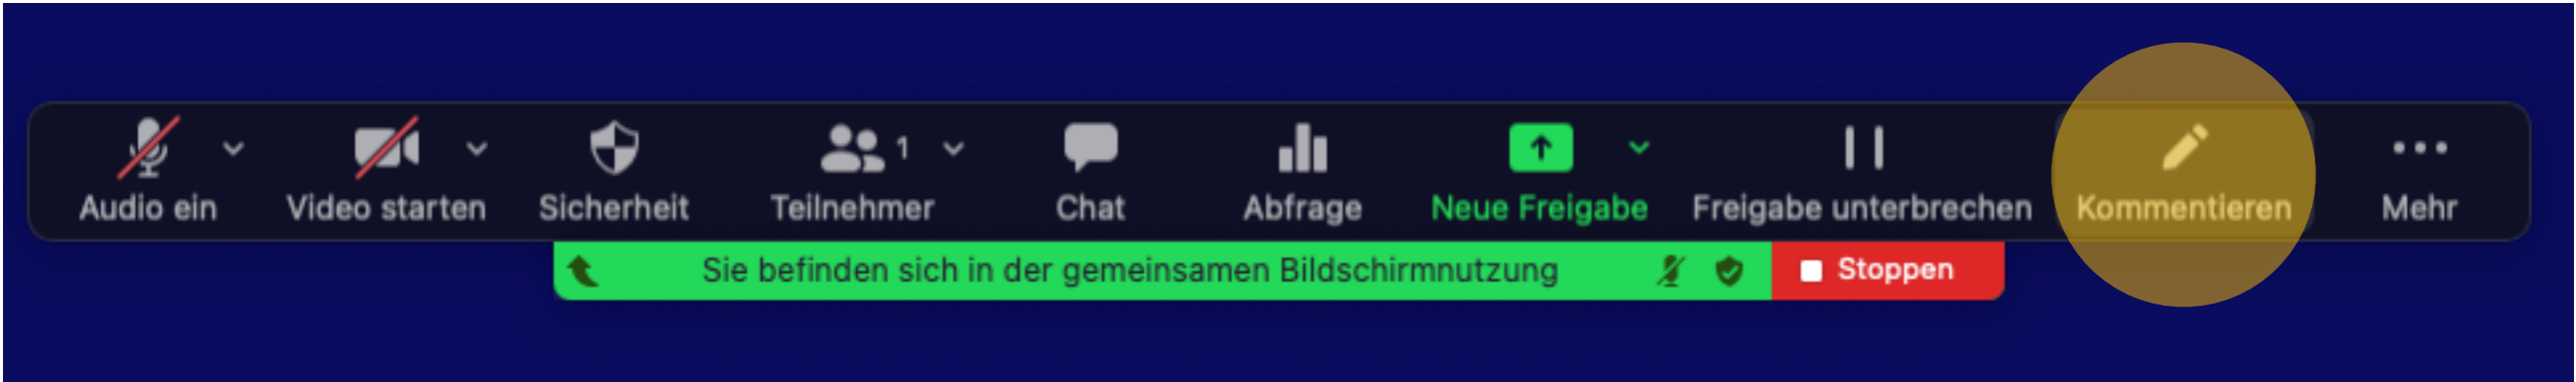 1
Audio ein Video starten Sicherheit Teilnehmer Chat Abfrage Neue Freigabe Freigabe unterbrechen Kommentieren Mehr
Sie befinden sich in der gemeinsamen Bildschirmnutzung Stoppen